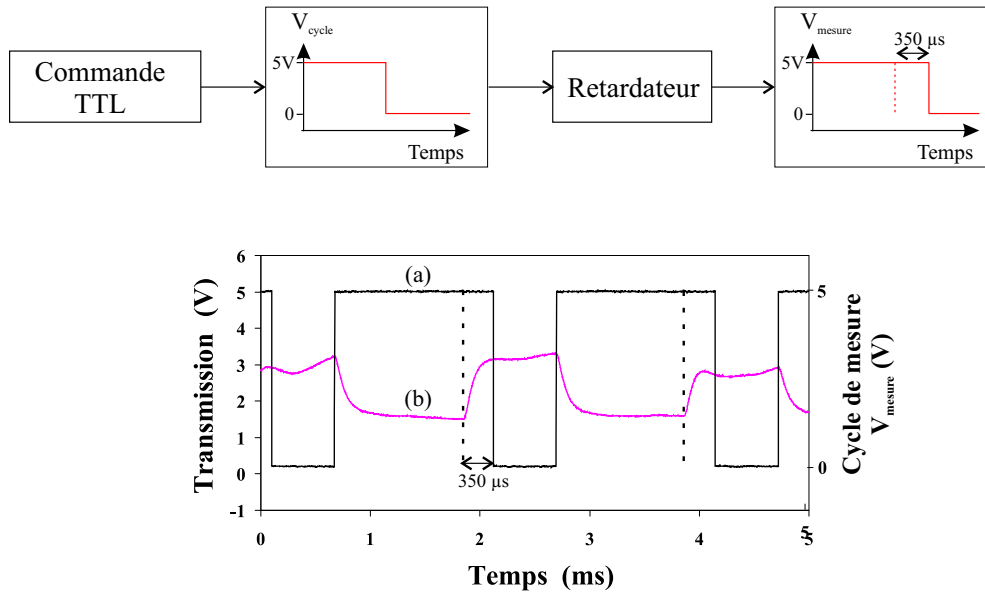 Commande
TTL
V cycle
5V
0
Temps
Retardateur
V mesure
350 µs
5V
0
Temps
Transmission (V)
6
5
4
3
2
1
0
-1
(a)
(b)
350 µs
0
1
2
3
4
5
5
Temps (ms)
5
0
Cycle de mesure
V mesure (V)